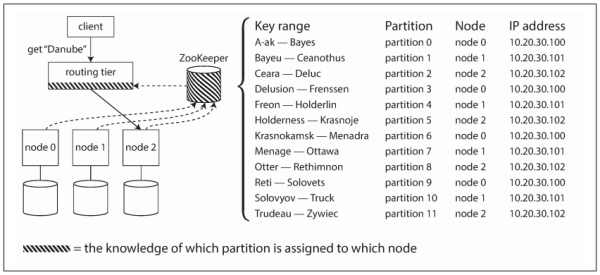 client
get "Danube"
routing tier
ZooKeeper
node 0 node 1 node 2
Key range Partition Node IP address
A-ak — Bayes partition 0 node 0 10.20.30.100
Bayeu — Ceanothus partition 1 node 1 10.20.30.101
Ceara — Deluc partition 2 node 2 10.20.30.102
Delusion — Frenssen partition 3 node 0 10.20.30.100
Freon — Holderlin partition 4 node 1 10.20.30.101
Holderness — Krasnoje partition 5 node 2 10.20.30.102
Krasnokamsk — Menadra partition 6 node 0 10.20.30.100
Menage — Ottawa partition 7 node 1 10.20.30.101
Otter — Rethimnon partition 8 node 2 10.20.30.102
Reti — Solovets partition 9 node 0 10.20.30.100
Solovyov — Truck partition 10 node 1 10.20.30.101
Trudeau — Zywiec partition 11 node 2 10.20.30.102
= the knowledge of which partition is assigned to which node